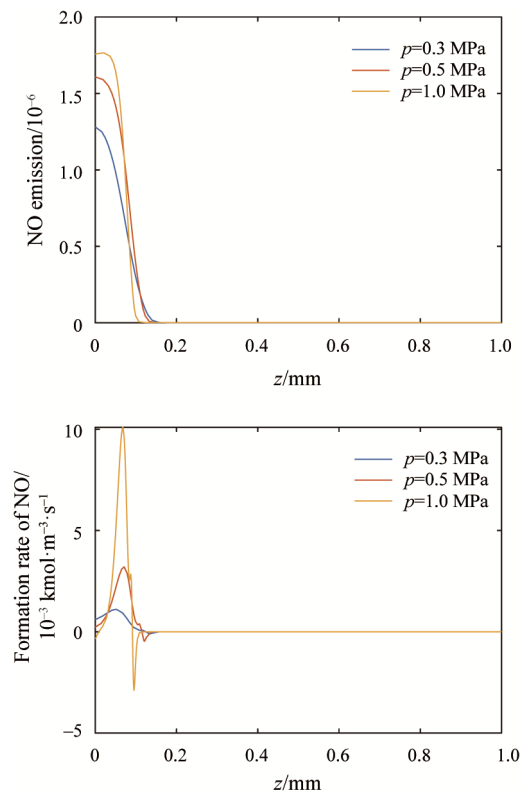 2.0
1.5
1.0
0.5
0
NO emission/10⁻⁶
p=0.3 MPa
p=0.5 MPa
p=1.0 MPa
0 0.2 0.4 0.6 0.8 1.0
z/mm
10
5
0
−5
Formation rate of NO/
10⁻³ kmol·m⁻³·s⁻¹
p=0.3 MPa
p=0.5 MPa
p=1.0 MPa
0 0.2 0.4 0.6 0.8 1.0
z/mm